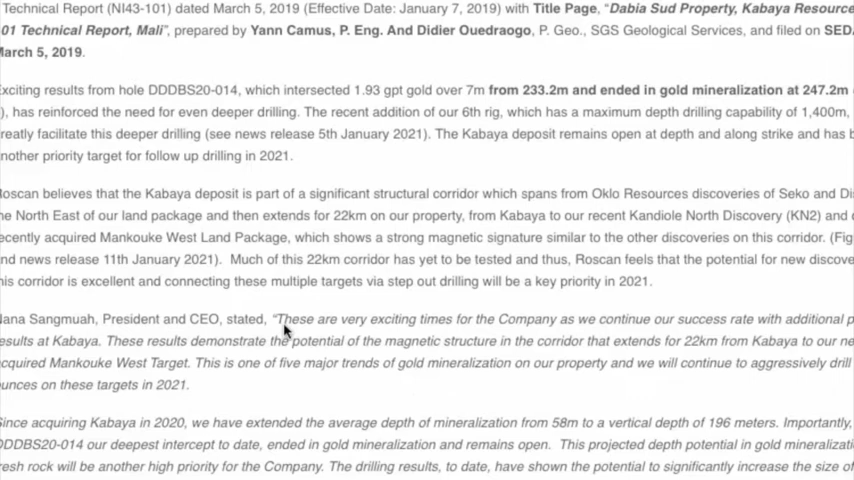 Technical Report (NI43-101) dated March 5, 2019 (Effective Date: January 7, 2019) with Title Page, "Dabia Sud Property, Kabaya Resource
01 Technical Report, Mali", prepared by Yann Camus, P. Eng. And Didier Ouedraogo, P. Geo., SGS Geological Services, and filed on SED
March 5, 2019.
Exciting results from hole DDDBS20-014, which intersected 1.93 gpt gold over 7m from 233.2m and ended in gold mineralization at 247.2m
), has reinforced the need for even deeper drilling. The recent addition of our 6th rig, which has a maximum depth drilling capability of 1,400m,
reatly facilitate this deeper drilling (see news release 5th January 2021). The Kabaya deposit remains open at depth and along strike and has b
nother priority target for follow up drilling in 2021.
Roscan believes that the Kabaya deposit is part of a significant structural corridor which spans from Oklo Resources discoveries of Seko and Di
he North East of our land package and then extends for 22km on our property, from Kabaya to our recent Kandiole North Discovery (KN2) and
ecently acquired Mankouke West Land Package, which shows a strong magnetic signature similar to the other discoveries on this corridor. (Fig
nd news release 11th January 2021). Much of this 22km corridor has yet to be tested and thus, Roscan feels that the potential for new discove
his corridor is excellent and connecting these multiple targets via step out drilling will be a key priority in 2021.
Nana Sangmuah, President and CEO, stated, "These are very exciting times for the Company as we continue our success rate with additional p
esults at Kabaya. These results demonstrate the potential of the magnetic structure in the corridor that extends for 22km from Kabaya to our ne
acquired Mankouke West Target. This is one of five major trends of gold mineralization on our property and we will continue to aggressively drill
ounces on these targets in 2021.
Since acquiring Kabaya in 2020, we have extended the average depth of mineralization from 58m to a vertical depth of 196 meters. Importantly,
DDDBS20-014 our deepest intercept to date, ended in gold mineralization and remains open. This projected depth potential in gold mineralizati
resh rock will be another high priority for the Company. The drilling results, to date, have shown the potential to significantly increase the size of